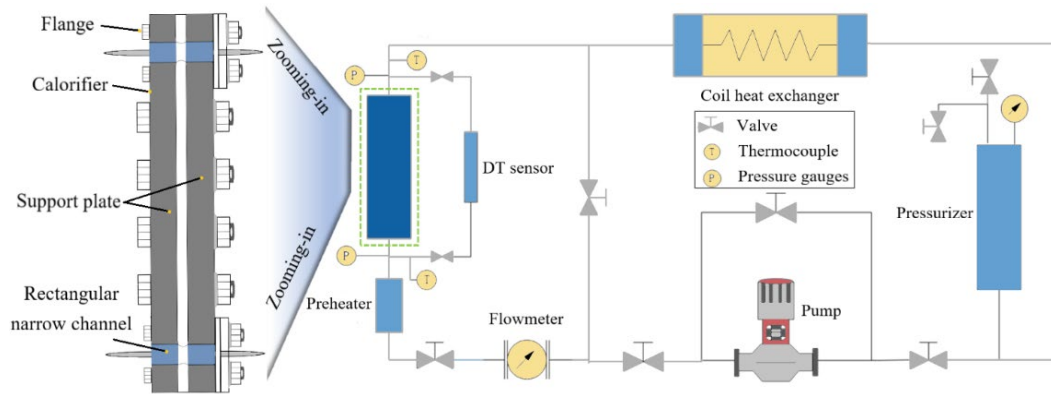 Flange
Calorifier
Support plate
Rectangular
narrow channel
Zooming-in
Zooming-in
P
T
DT sensor
P
T
Preheater
Flowmeter
Coil heat exchanger
Valve
T
Thermocouple
P
Pressure gauges
Pump
Pressurizer